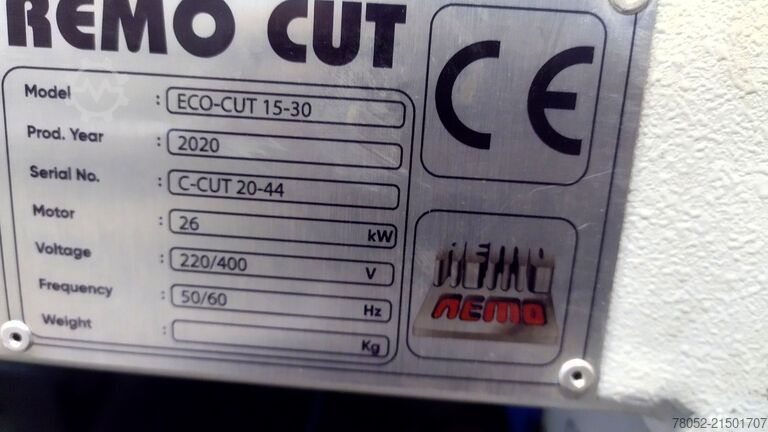 REMO CUT
Model : ECO-CUT 15-30
Prod. Year : 2020
Serial No. : C-CUT 20-44
Motor : 26 kW
Voltage : 220/400 V
Frequency : 50/60 Hz
Weight : Kg
CE
REMO
78052-21501707